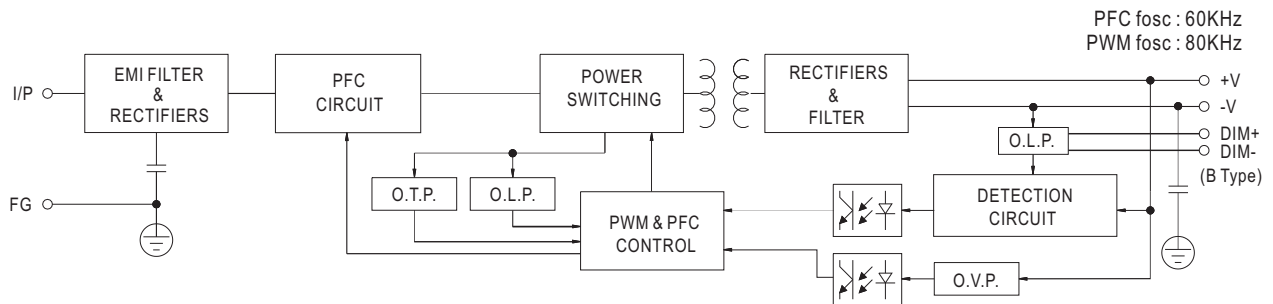 PFC fosc : 60KHz
PWM fosc : 80KHz
I/P
EMI FILTER
&
RECTIFIERS
PFC
CIRCUIT
POWER
SWITCHING
RECTIFIERS
&
FILTER
+V
-V
DIM+
DIM-
(B Type)
O.L.P.
FG
O.T.P.
O.L.P.
PWM & PFC
CONTROL
DETECTION
CIRCUIT
O.V.P.